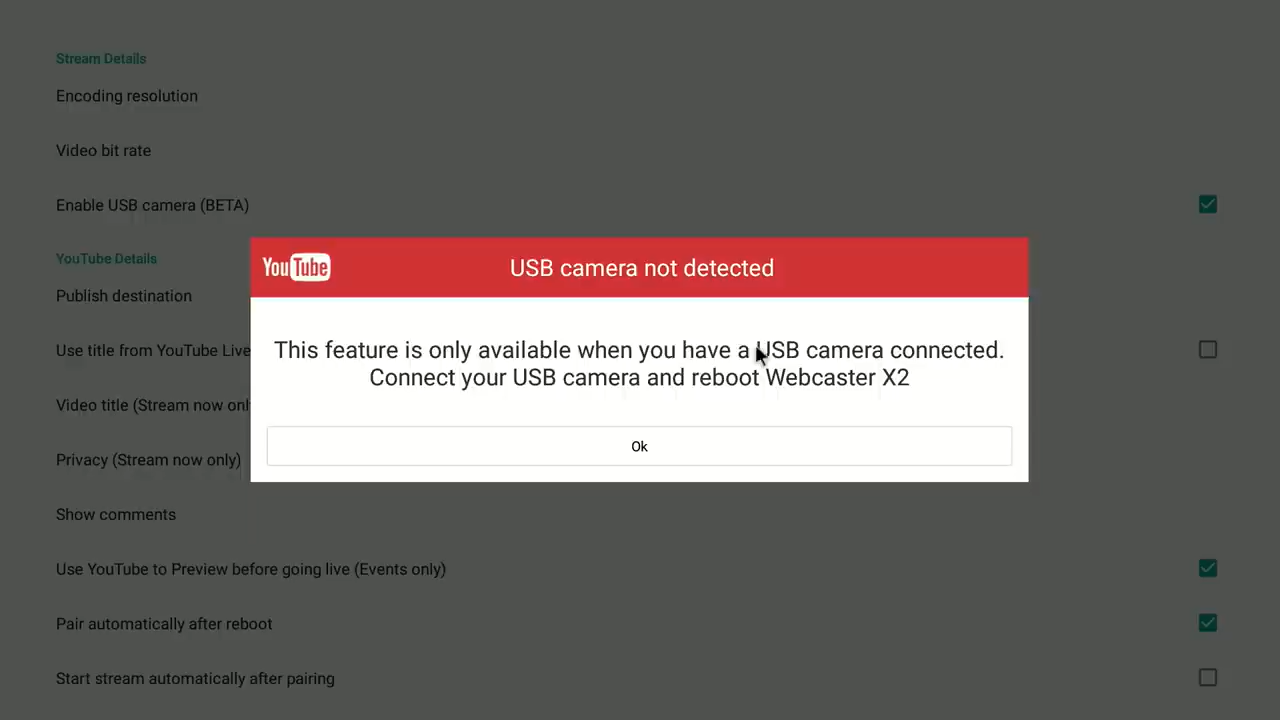 Stream Details
Encoding resolution
Video bit rate
Enable USB camera (BETA)
YouTube Details
YouTube
USB camera not detected
Publish destination
This feature is only available when you have a USB camera connected.
Connect your USB camera and reboot Webcaster X2
Ok
Use title from YouTube Live
Video title (Stream now
Privacy (Stream now only)
Show comments
Use YouTube to Preview before going live (Events only)
Pair automatically after reboot
Start stream automatically after pairing